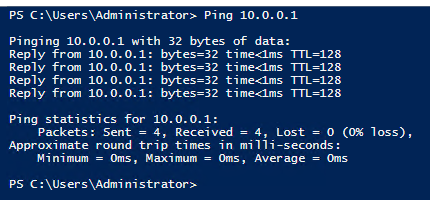 PS C:\Users\Administrator> Ping 10.0.0.1
Pinging 10.0.0.1 with 32 bytes of data:
Reply from 10.0.0.1: bytes=32 time<1ms TTL=128
Reply from 10.0.0.1: bytes=32 time<1ms TTL=128
Reply from 10.0.0.1: bytes=32 time<1ms TTL=128
Reply from 10.0.0.1: bytes=32 time<1ms TTL=128
Ping statistics for 10.0.0.1:
    Packets: Sent = 4, Received = 4, Lost = 0 (0% loss),
Approximate round trip times in milli-seconds:
    Minimum = 0ms, Maximum = 0ms, Average = 0ms
PS C:\Users\Administrator>